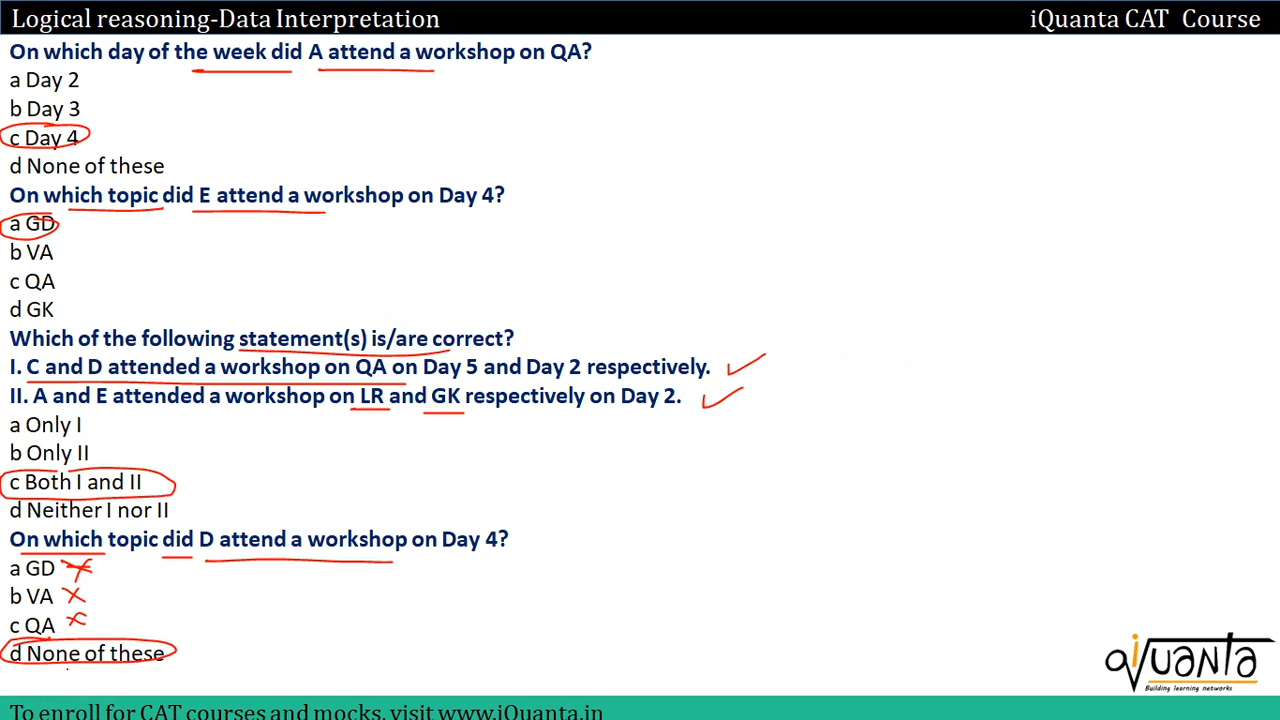 Logical reasoning-Data Interpretation
iQuanta CAT Course
On which day of the week did A attend a workshop on QA?
a Day 2
b Day 3
c Day 4
d None of these
On which topic did E attend a workshop on Day 4?
a GD
b VA
c QA
d GK
Which of the following statement(s) is/are correct?
I. C and D attended a workshop on QA on Day 5 and Day 2 respectively.
II. A and E attended a workshop on LR and GK respectively on Day 2.
a Only I
b Only II
c Both I and II
d Neither I nor II
On which topic did D attend a workshop on Day 4?
a GD
b VA
c QA
d None of these
iQuanta
Building learning networks
To enroll for CAT courses and mocks, visit www.iQuanta.in